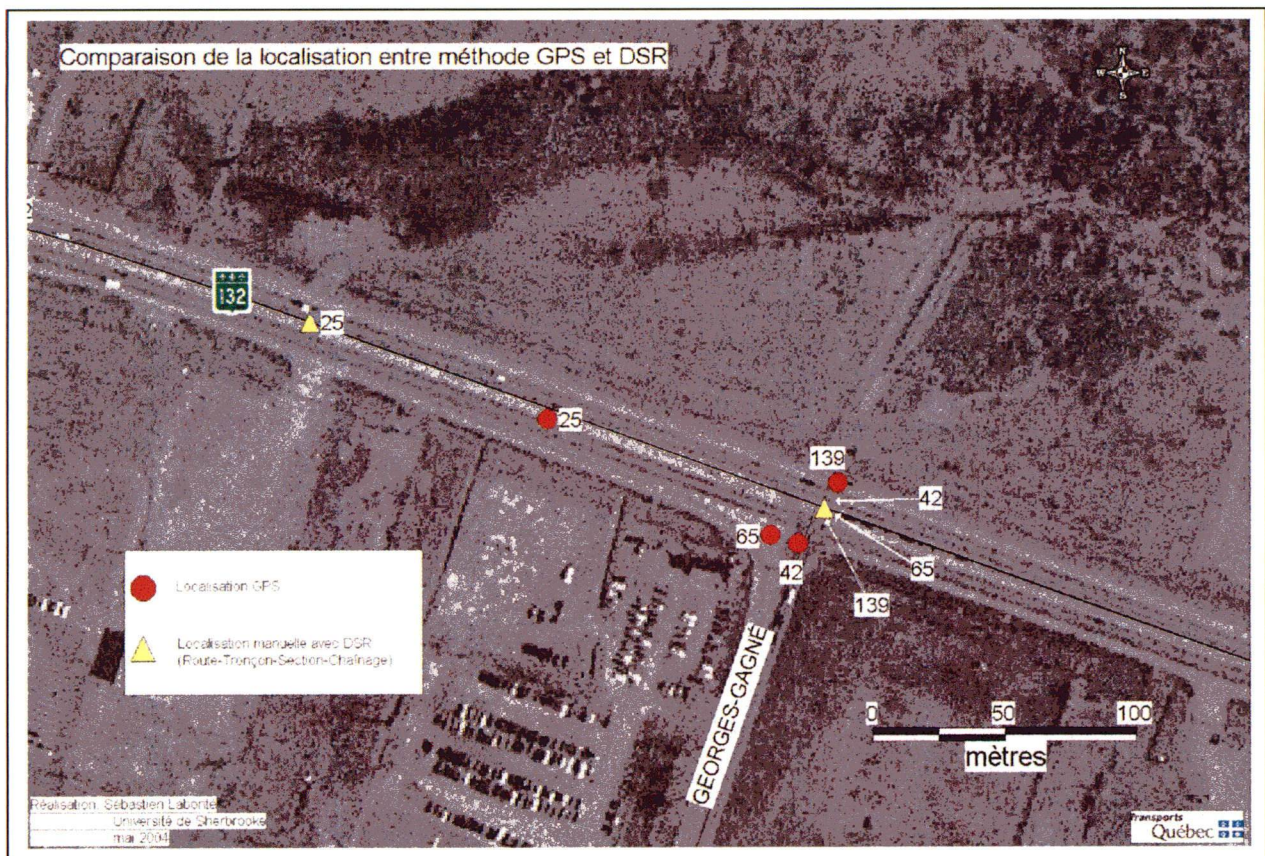 Comparaison de la localisation entre méthode GPS et DSR
N
W E
S
132
25
25
139
42
65
42
65
139
GEORGES-GAGNÉ
Localisation GPS
Localisation manuelle avec DSR
(Route-Tronçon-Section-Chaînage)
0 50 100
mètres
Réalisation: Sébastien Laborité
Université de Sherbrooke
mai 2004
Transports
Québec